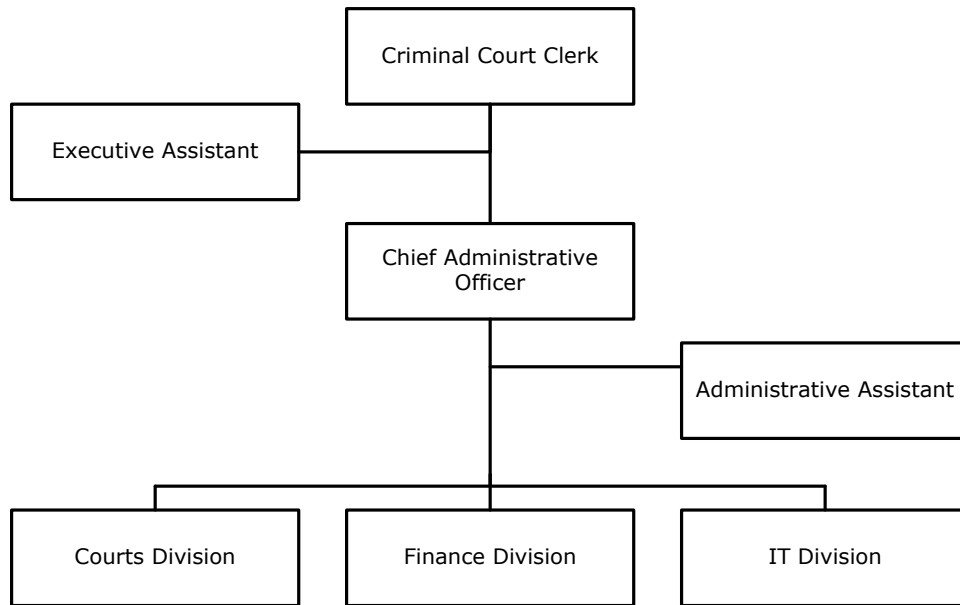 Criminal Court Clerk
Executive Assistant
Chief Administrative
Officer
Administrative Assistant
Courts Division
Finance Division
IT Division